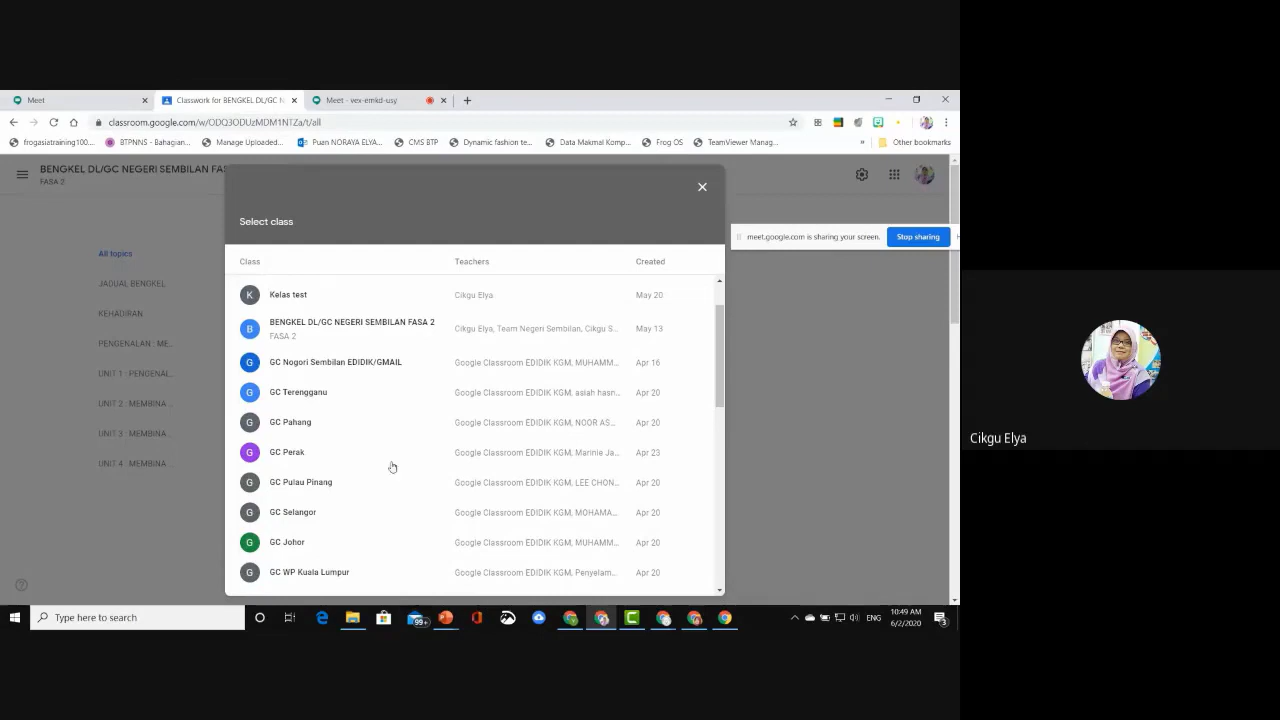 Meet
Classwork for BENGKEL DL/GC N
Meet - vex-emkd-usy
classroom.google.com/w/ODQ3ODUzMDM1NTZa/t/all
frogasiatraining100...
BTPNNS - Bahagian...
Manage Uploaded...
Puan NORAYA ELYA...
CMS BTP
Dynamic fashion te...
Data Makmal Komp...
Frog OS
TeamViewer Manag...
Other bookmarks
BENGKEL DL/GC NEGERI SEMBILAN FAS
FASA 2
Select class
meet.google.com is sharing your screen.
Stop sharing
H
All topics
JADUAL BENGKEL
KEHADIRAN
PENGENALAN : ME...
UNIT 1 : PENGENAL...
UNIT 2 : MEMBINA ...
UNIT 3 : MEMBINA...
UNIT 4 : MEMBINA...
Class Teachers Created
K Kelas test Cikgu Elya May 20
B BENGKEL DL/GC NEGERI SEMBILAN FASA 2 Cikgu Elya, Team Negeri Sembilan, Cikgu S... May 13
FASA 2
G GC Nogori Sembilan EDIDIK/GMAIL Google Classroom EDIDIK KGM, MUHAMM... Apr 16
G GC Terengganu Google Classroom EDIDIK KGM, asiah hasn... Apr 20
G GC Pahang Google Classroom EDIDIK KGM, NOOR AS... Apr 20
G GC Perak Google Classroom EDIDIK KGM, Marinie Ja... Apr 23
G GC Pulau Pinang Google Classroom EDIDIK KGM, LEE CHON... Apr 20
G GC Selangor Google Classroom EDIDIK KGM, MOHAMA... Apr 20
G GC Johor Google Classroom EDIDIK KGM, MUHAMM... Apr 20
G GC WP Kuala Lumpur Google Classroom EDIDIK KGM, Penyelam... Apr 20
Cikgu Elya
Type here to search
99+
ENG
10:49 AM
6/2/2020
3